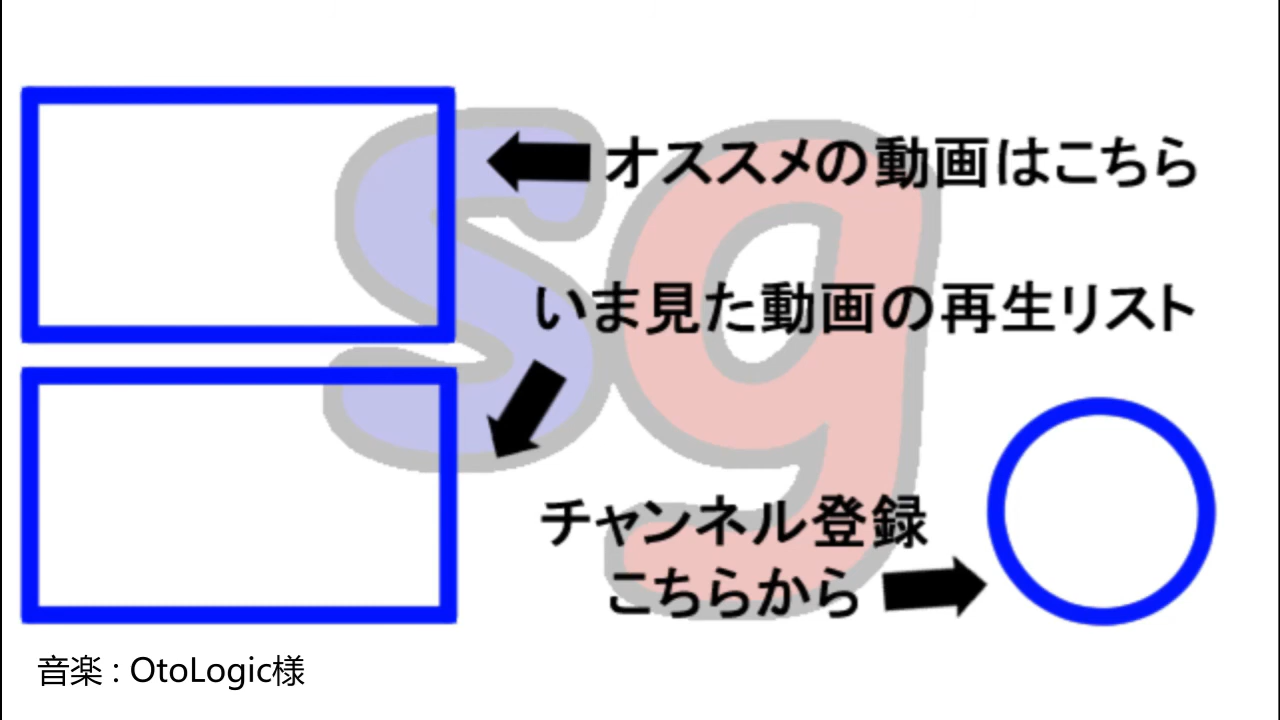 sg
オススメの動画はこちら
いま見た動画の再生リスト
チャンネル登録
こちらから
音楽 : OtoLogic様